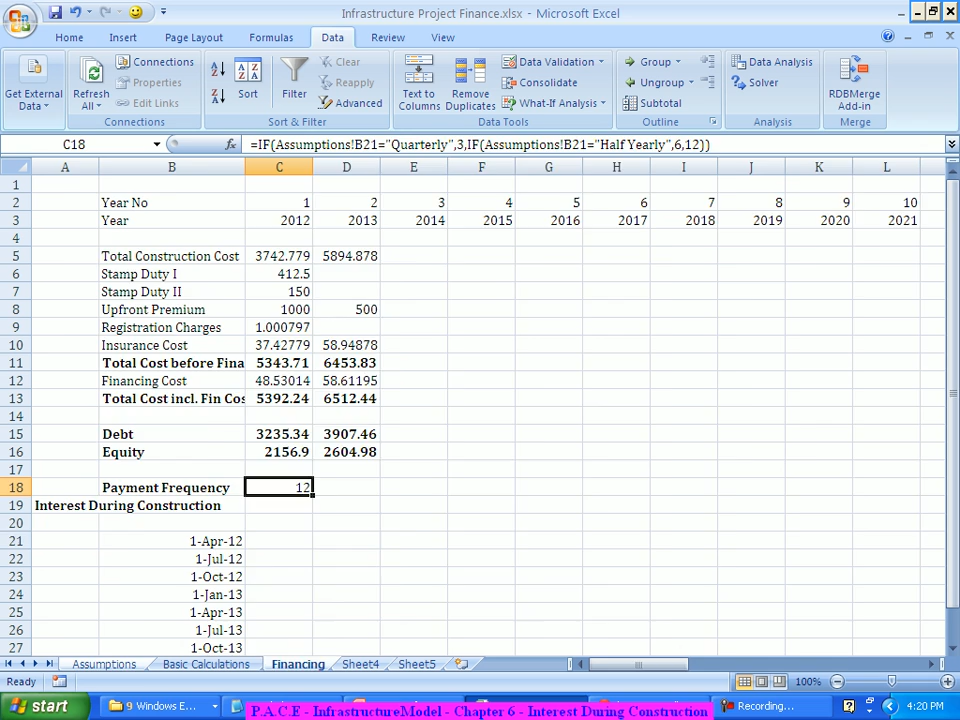 Infrastructure Project Finance.xlsx - Microsoft Excel
Home Insert Page Layout Formulas Data Review View
Get External Data
Refresh All
Connections
Properties
Edit Links
Connections
Sort
Filter
Clear
Reapply
Advanced
Sort & Filter
Text to Columns
Remove Duplicates
Data Validation
Consolidate
What-If Analysis
Data Tools
Group
Ungroup
Subtotal
Outline
Data Analysis
Solver
Analysis
RDBMerge Add-in
Merge
C18 fx =IF(Assumptions!B21="Quarterly",3,IF(Assumptions!B21="Half Yearly",6,12))
A B C D E F G H I J K L
1
2 Year No 1 2 3 4 5 6 7 8 9 10
3 Year 2012 2013 2014 2015 2016 2017 2018 2019 2020 2021
4
5 Total Construction Cost 3742.779 5894.878
6 Stamp Duty I 412.5
7 Stamp Duty II 150
8 Upfront Premium 1000 500
9 Registration Charges 1.000797
10 Insurance Cost 37.42779 58.94878
11 Total Cost before Fina 5343.71 6453.83
12 Financing Cost 48.53014 58.61195
13 Total Cost incl. Fin Cos 5392.24 6512.44
14
15 Debt 3235.34 3907.46
16 Equity 2156.9 2604.98
17
18 Payment Frequency 12
19 Interest During Construction
20
21 1-Apr-12
22 1-Jul-12
23 1-Oct-12
24 1-Jan-13
25 1-Apr-13
26 1-Jul-13
27 1-Oct-13
Assumptions Basic Calculations Financing Sheet4 Sheet5
Ready 100%
start 9 Windows E... Recording... 4:20 PM
P.A.C.E - InfrastructureModel - Chapter 6 - Interest During Construction